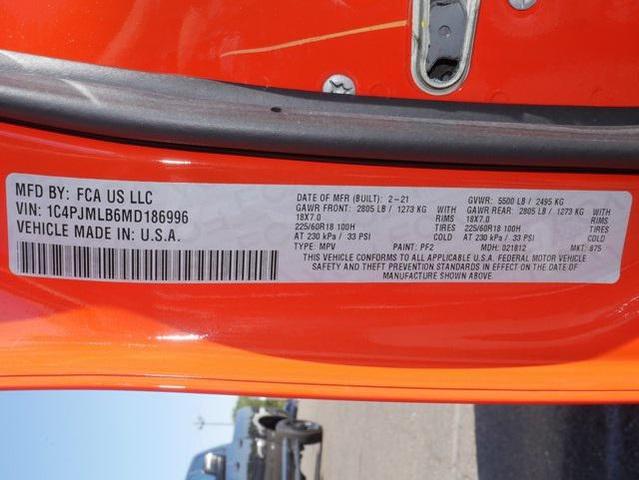 MFD BY: FCA US LLC
VIN: 1C4PJMLB6MD186996
VEHICLE MADE IN: U.S.A.
DATE OF MFR (BUILT): 2-21 GVWR: 5500 LB / 2495 KG
GAWR FRONT: 2805 LB / 1273 KG WITH GAWR REAR: 2805 LB / 1273 KG WITH
18X7.0 RIMS 18X7.0 RIMS
225/60R18 100H TIRES 225/60R18 100H TIRES
AT 230 kPa / 33 PSI COLD AT 230 kPa / 33 PSI COLD
TYPE: MPV PAINT: PF2 MDH: 021812 MKT: 875
THIS VEHICLE CONFORMS TO ALL APPLICABLE U.S.A. FEDERAL MOTOR VEHICLE
SAFETY AND THEFT PREVENTION STANDARDS IN EFFECT ON THE DATE OF
MANUFACTURE SHOWN ABOVE.